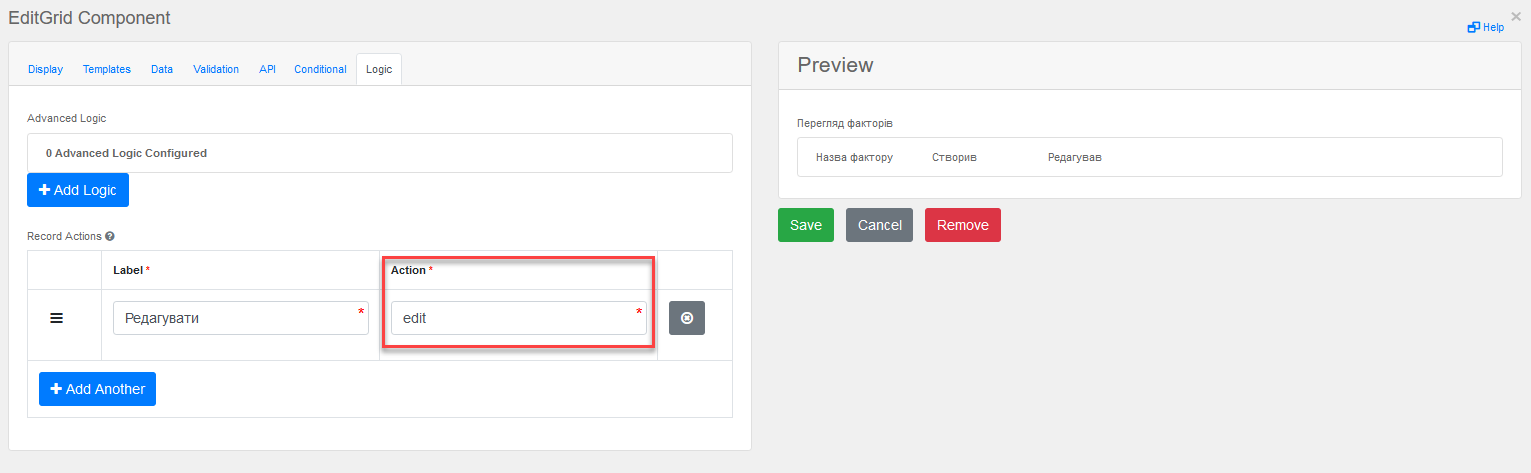 EditGrid Component
×
Help
Display Templates Data Validation API Conditional Logic
Advanced Logic
0 Advanced Logic Configured
Add Logic
Record Actions
Label * Action *
Редагувати * edit *
Add Another
Preview
Перегляд факторів
Назва фактору Створив Редагував
Save Cancel Remove